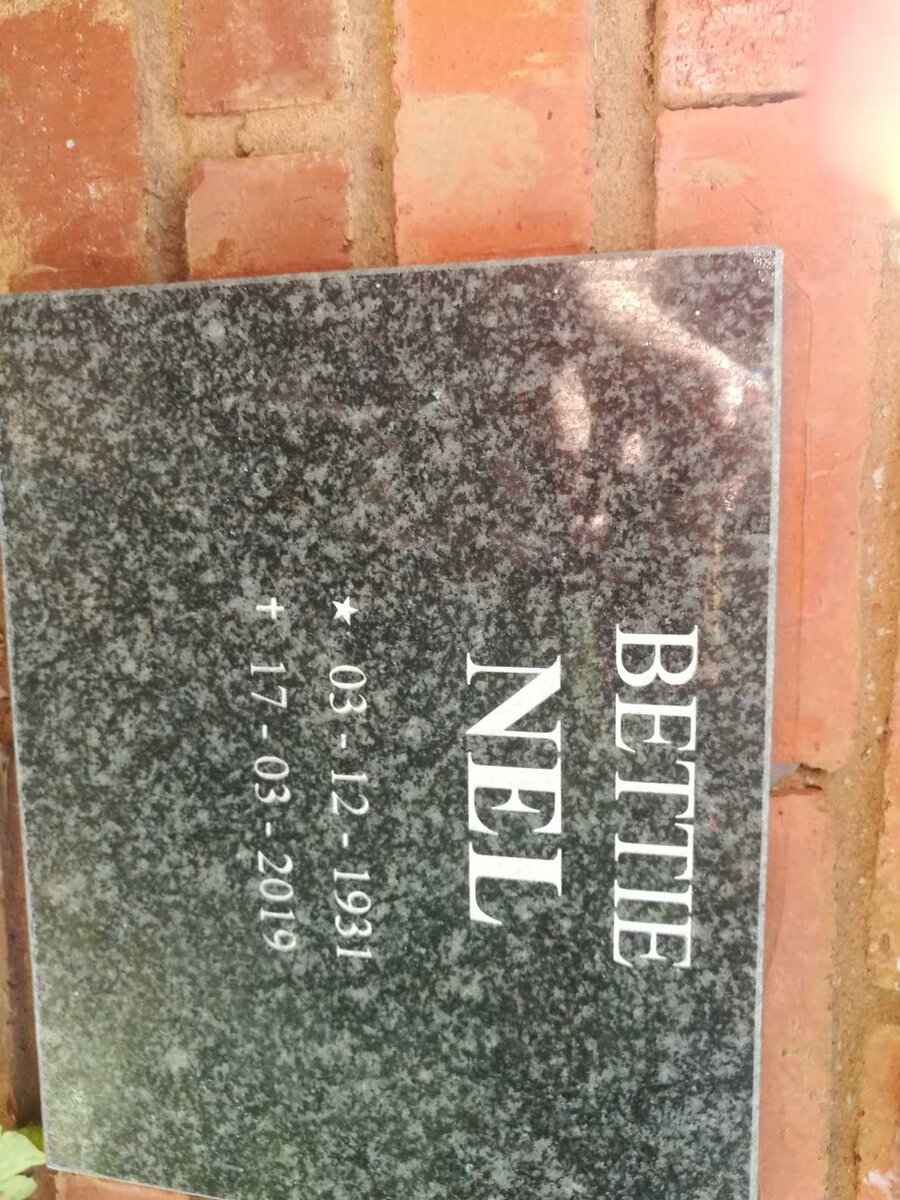 BETTIE
NEL
★ 03 - 12 - 1931
✝ 17 - 03 - 2019